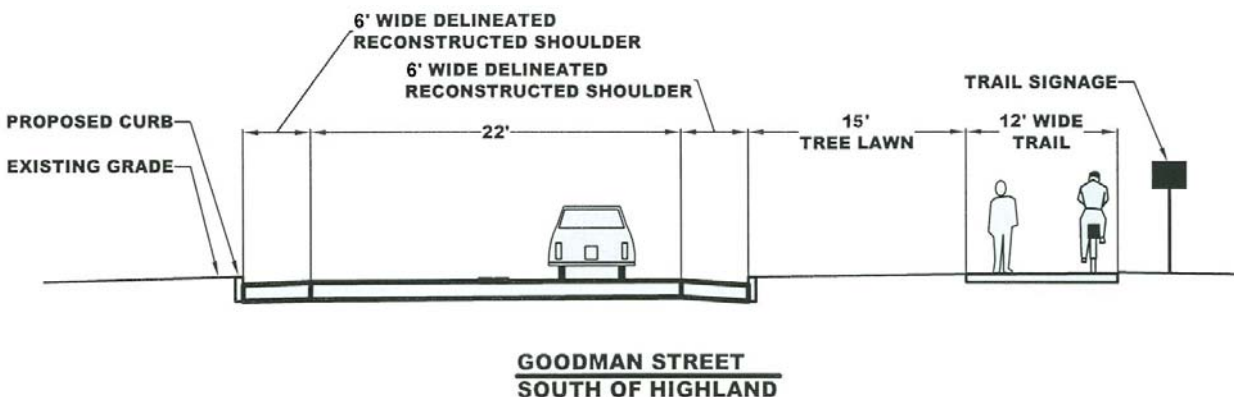 6' WIDE DELINEATED
RECONSTRUCTED SHOULDER
6' WIDE DELINEATED
RECONSTRUCTED SHOULDER
TRAIL SIGNAGE
PROPOSED CURB
EXISTING GRADE
22'
15'
TREE LAWN
12' WIDE
TRAIL
GOODMAN STREET
SOUTH OF HIGHLAND